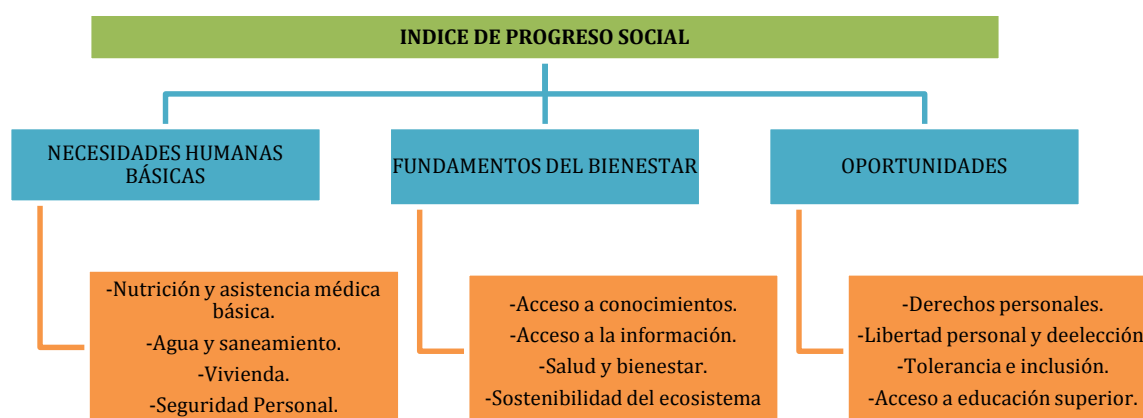 INDICE DE PROGRESO SOCIAL
NECESIDADES HUMANAS
BÁSICAS
FUNDAMENTOS DEL BIENESTAR
OPORTUNIDADES
-Nutrición y asistencia médica
básica.
-Agua y saneamiento.
-Vivienda.
-Seguridad Personal.
-Acceso a conocimientos.
-Acceso a la información.
-Salud y bienestar.
-Sostenibilidad del ecosistema
-Derechos personales.
-Libertad personal y deelección
-Tolerancia e inclusión.
-Acceso a educación superior.